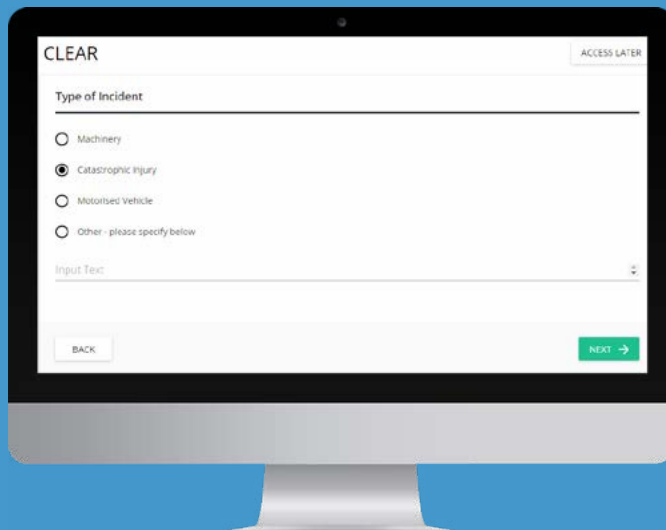 CLEAR
ACCESS LATER
Type of Incident
Machinery
Catastrophic Injury
Motorised Vehicle
Other - please specify below
Input Text
BACK
NEXT